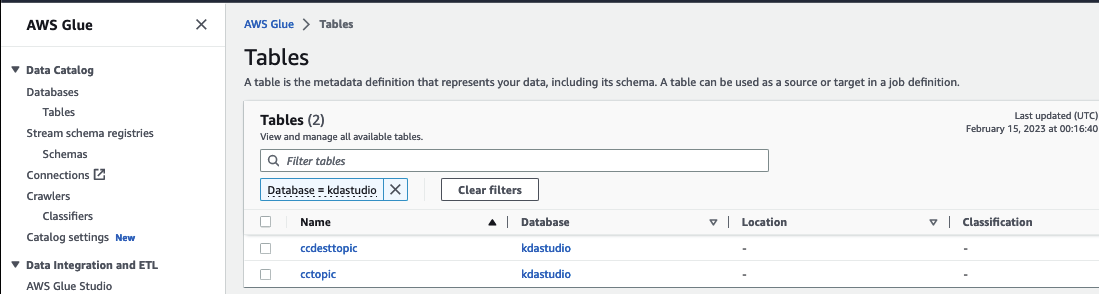 AWS Glue
Data Catalog
Databases
Tables
Stream schema registries
Schemas
Connections
Crawlers
Classifiers
Catalog settings New
Data Integration and ETL
AWS Glue Studio
AWS Glue > Tables
Tables
A table is the metadata definition that represents your data, including its schema. A table can be used as a source or target in a job definition.
Tables (2)
View and manage all available tables.
Last updated (UTC)
February 15, 2023 at 00:16:40
Filter tables
Database = kdastudio
Clear filters
Name Database Location Classification
ccdesttopic kdastudio - -
cctopic kdastudio - -